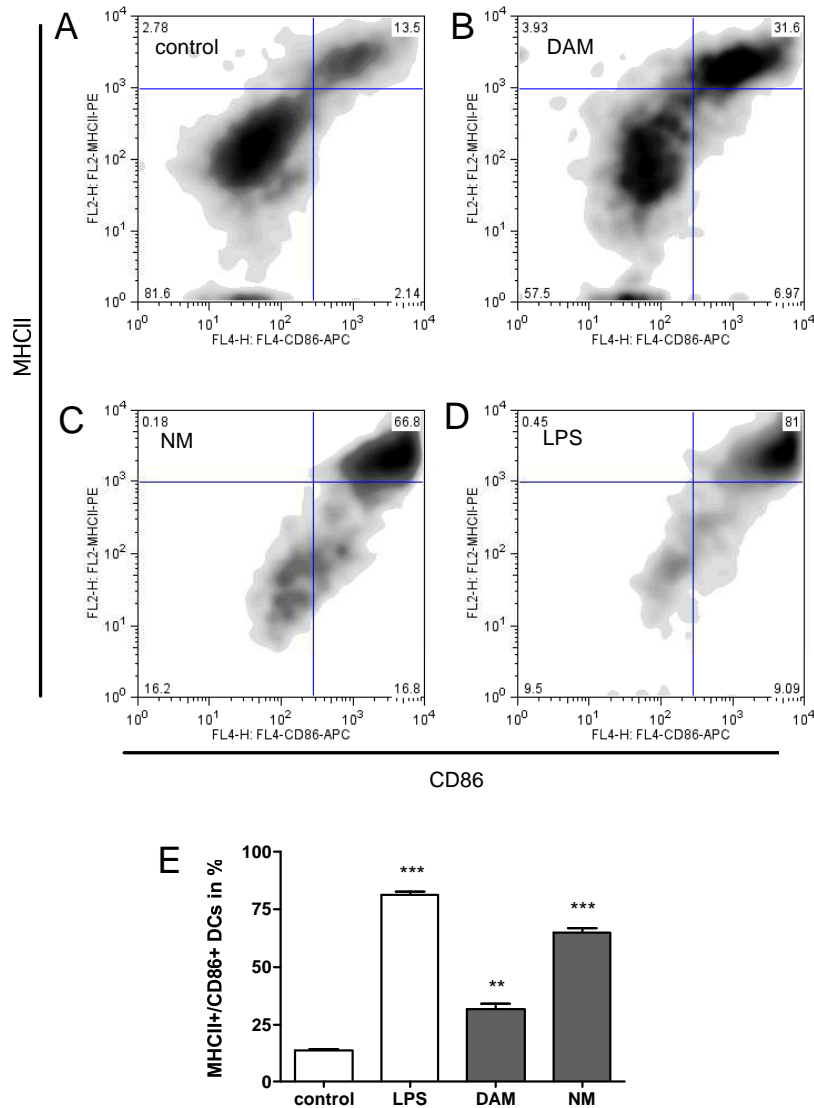 A
B
2.78
13.5
control
3.93
31.6
DAM
10^4
10^3
10^2
10^1
10^0
FL2-H: FL2-MHCII-PE
81.6
2.14
10^0 10^1 10^2 10^3 10^4
FL4-H: FL4-CD86-APC
10^4
10^3
10^2
10^1
10^0
FL2-H: FL2-MHCII-PE
57.5
6.97
10^0 10^1 10^2 10^3 10^4
FL4-H: FL4-CD86-APC
MHCII
C
D
0.18
66.8
NM
0.45
81
LPS
10^4
10^3
10^2
10^1
10^0
FL2-H: FL2-MHCII-PE
16.2
16.8
10^0 10^1 10^2 10^3 10^4
FL4-H: FL4-CD86-APC
10^4
10^3
10^2
10^1
10^0
FL2-H: FL2-MHCII-PE
9.5
9.09
10^0 10^1 10^2 10^3 10^4
FL4-H: FL4-CD86-APC
CD86
E
MHCII+/CD86+ DCs in %
100
75
50
25
0
***
**
***
control LPS DAM NM